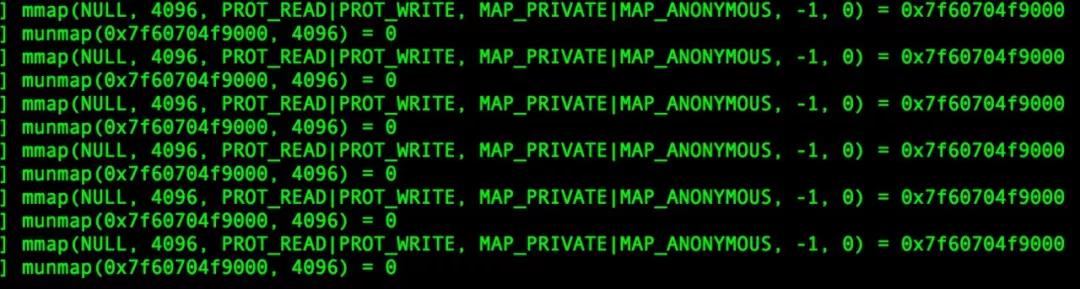 ] mmap(NULL, 4096, PROT_READ|PROT_WRITE, MAP_PRIVATE|MAP_ANONYMOUS, -1, 0) = 0x7f60704f9000
] munmap(0x7f60704f9000, 4096) = 0
] mmap(NULL, 4096, PROT_READ|PROT_WRITE, MAP_PRIVATE|MAP_ANONYMOUS, -1, 0) = 0x7f60704f9000
] munmap(0x7f60704f9000, 4096) = 0
] mmap(NULL, 4096, PROT_READ|PROT_WRITE, MAP_PRIVATE|MAP_ANONYMOUS, -1, 0) = 0x7f60704f9000
] munmap(0x7f60704f9000, 4096) = 0
] mmap(NULL, 4096, PROT_READ|PROT_WRITE, MAP_PRIVATE|MAP_ANONYMOUS, -1, 0) = 0x7f60704f9000
] munmap(0x7f60704f9000, 4096) = 0
] mmap(NULL, 4096, PROT_READ|PROT_WRITE, MAP_PRIVATE|MAP_ANONYMOUS, -1, 0) = 0x7f60704f9000
] munmap(0x7f60704f9000, 4096) = 0
] mmap(NULL, 4096, PROT_READ|PROT_WRITE, MAP_PRIVATE|MAP_ANONYMOUS, -1, 0) = 0x7f60704f9000
] munmap(0x7f60704f9000, 4096) = 0